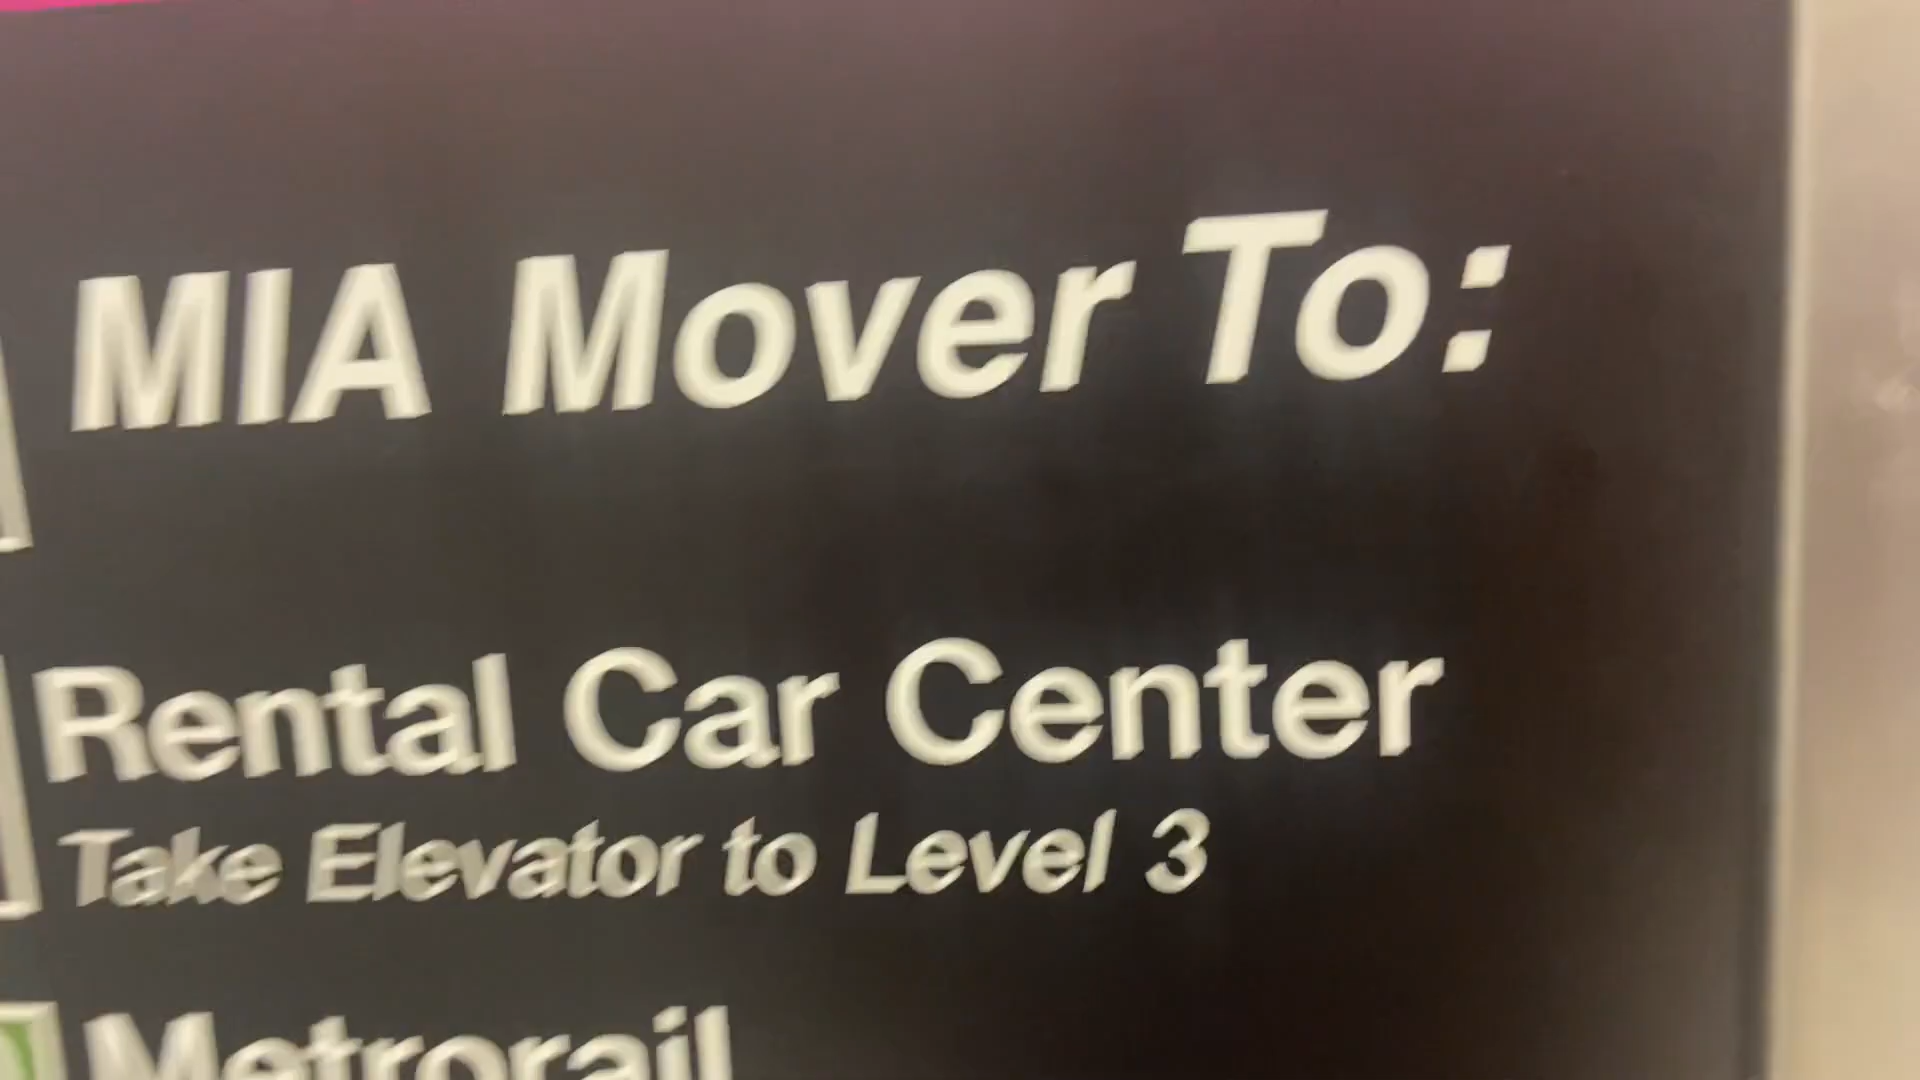 MIA Mover To:
Rental Car Center
Take Elevator to Level 3
Metrorail